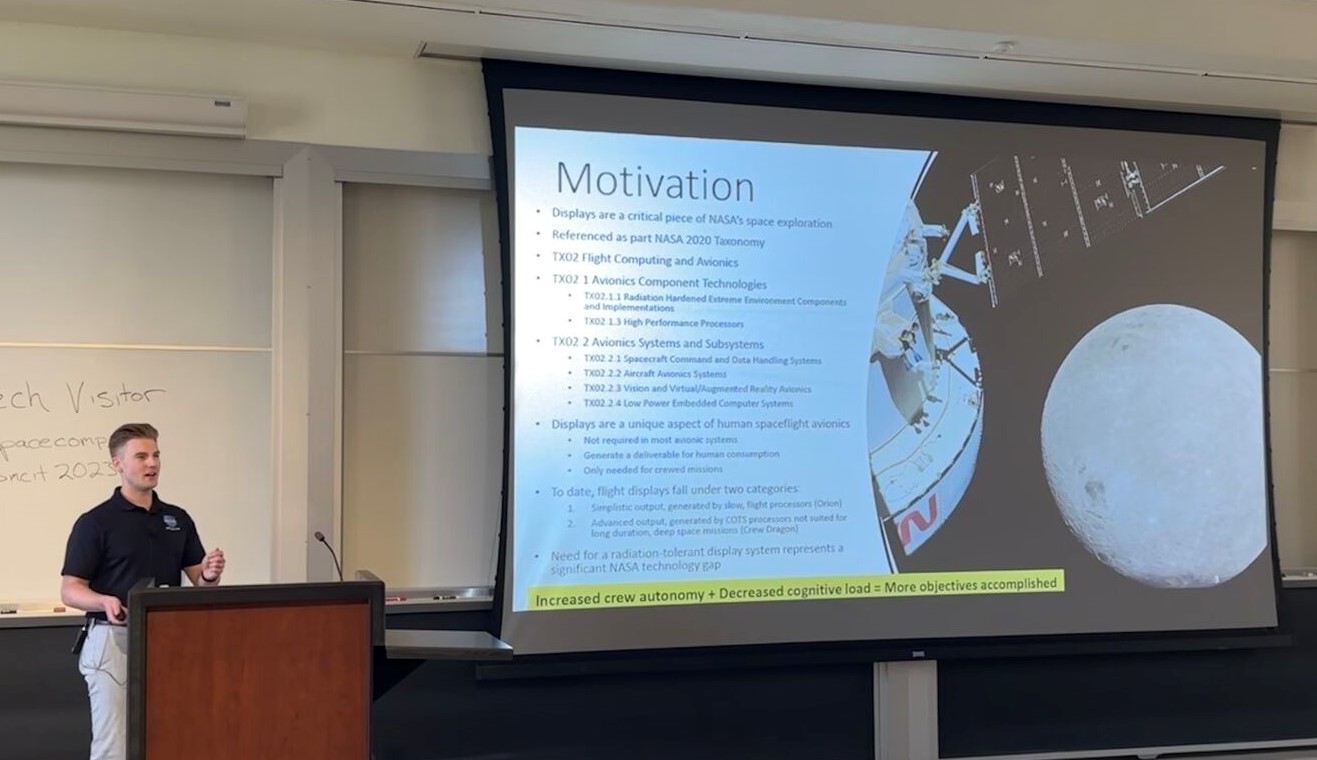 Motivation
• Displays are a critical piece of NASA's space exploration
• Referenced as part NASA 2020 Taxonomy
• TX02 Flight Computing and Avionics
• TX02 1 Avionics Component Technologies
• TX02.1.1 Radiation Hardened Extreme Environment Components
and Implementations
• TX02.1.3 High Performance Processors
• TX02 2 Avionics Systems and Subsystems
• TX02.2.1 Spacecraft Command and Data Handling Systems
• TX02.2.2 Aircraft Avionics Systems
• TX02.2.3 Vision and Virtual/Augmented Reality Avionics
• TX02.2.4 Low Power Embedded Computer Systems
• Displays are a unique aspect of human spaceflight avionics
• Not required in most avionic systems
• Generate a deliverable for human consumption
• Only needed for crewed missions
• To date, flight displays fall under two categories:
1. Simplistic output, generated by slow, flight processors (Orion)
2. Advanced output, generated by COTS processors not suited for
long duration, deep space missions (Crew Dragon)
• Need for a radiation-tolerant display system represents a
significant NASA technology gap
Increased crew autonomy + Decreased cognitive load = More objectives accomplished
ech Visitor
pacecomp
2023